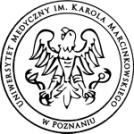 UNIWERSYTET MEDYCZNY IM. KAROLA MARCINKOWSKIEGO
W POZNANIU